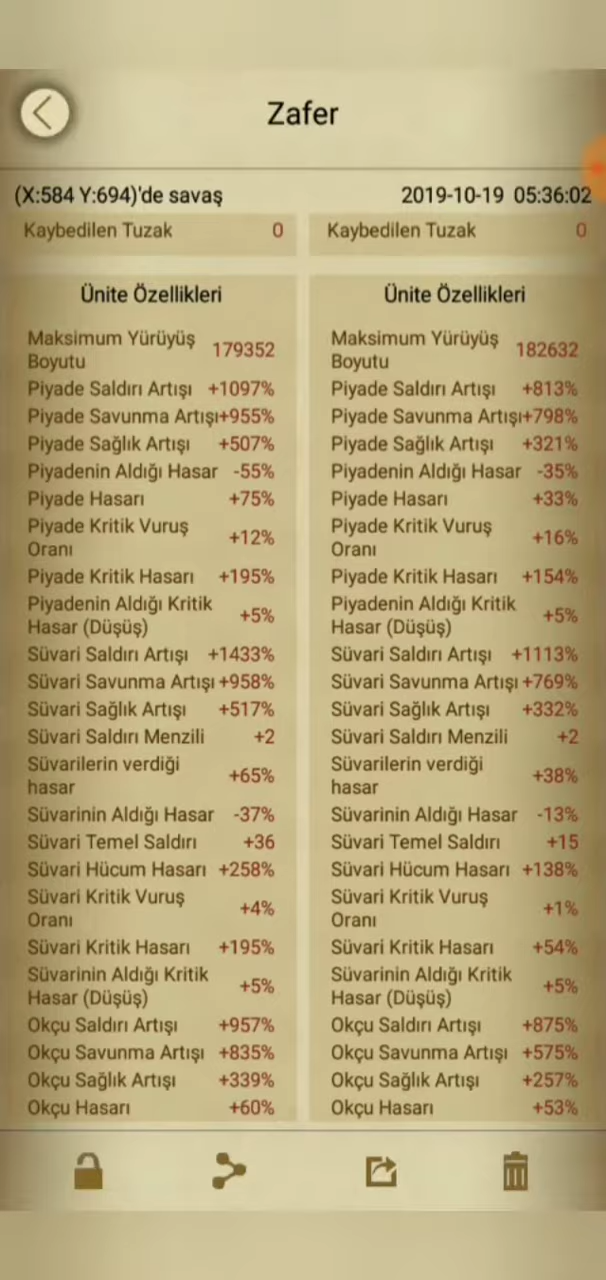 Zafer
(X:584 Y:694)'de savaş 2019-10-19 05:36:02
Kaybedilen Tuzak 0 Kaybedilen Tuzak 0
Ünite Özellikleri
Maksimum Yürüyüş
Boyutu 179352
Piyade Saldırı Artışı +1097%
Piyade Savunma Artışı+955%
Piyade Sağlık Artışı +507%
Piyadenin Aldığı Hasar -55%
Piyade Hasarı +75%
Piyade Kritik Vuruş
Oranı +12%
Piyade Kritik Hasarı +195%
Piyadenin Aldığı Kritik
Hasar (Düşüş) +5%
Süvari Saldırı Artışı +1433%
Süvari Savunma Artışı +958%
Süvari Sağlık Artışı +517%
Süvari Saldırı Menzili +2
Süvarilerin verdiği
hasar +65%
Süvarinin Aldığı Hasar -37%
Süvari Temel Saldırı +36
Süvari Hücum Hasarı +258%
Süvari Kritik Vuruş
Oranı +4%
Süvari Kritik Hasarı +195%
Süvarinin Aldığı Kritik
Hasar (Düşüş) +5%
Okçu Saldırı Artışı +957%
Okçu Savunma Artışı +835%
Okçu Sağlık Artışı +339%
Okçu Hasarı +60%
Ünite Özellikleri
Maksimum Yürüyüş
Boyutu 182632
Piyade Saldırı Artışı +813%
Piyade Savunma Artışı+798%
Piyade Sağlık Artışı +321%
Piyadenin Aldığı Hasar -35%
Piyade Hasarı +33%
Piyade Kritik Vuruş
Oranı +16%
Piyade Kritik Hasarı +154%
Piyadenin Aldığı Kritik
Hasar (Düşüş) +5%
Süvari Saldırı Artışı +1113%
Süvari Savunma Artışı +769%
Süvari Sağlık Artışı +332%
Süvari Saldırı Menzili +2
Süvarilerin verdiği
hasar +38%
Süvarinin Aldığı Hasar -13%
Süvari Temel Saldırı +15
Süvari Hücum Hasarı +138%
Süvari Kritik Vuruş
Oranı +1%
Süvari Kritik Hasarı +54%
Süvarinin Aldığı Kritik
Hasar (Düşüş) +5%
Okçu Saldırı Artışı +875%
Okçu Savunma Artışı +575%
Okçu Sağlık Artışı +257%
Okçu Hasarı +53%